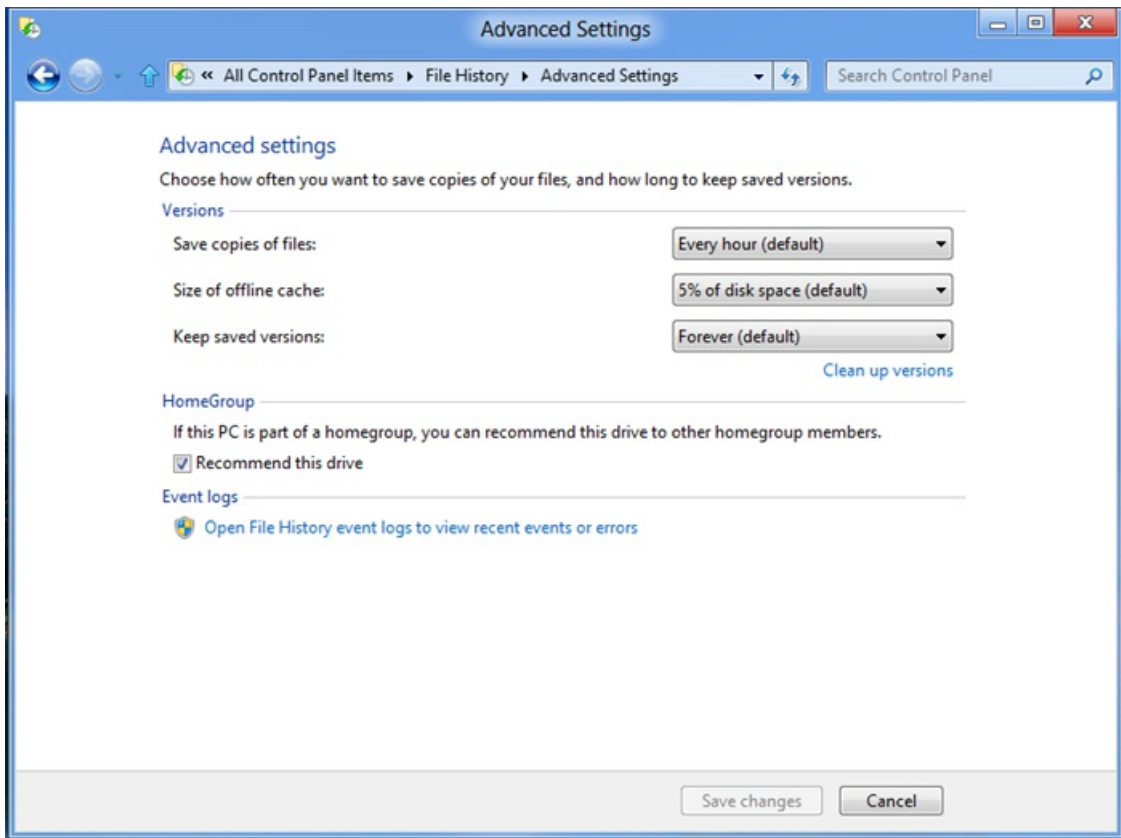 Advanced Settings
« All Control Panel Items ▸ File History ▸ Advanced Settings
Search Control Panel
Advanced settings
Choose how often you want to save copies of your files, and how long to keep saved versions.
Versions
Save copies of files: Every hour (default)
Size of offline cache: 5% of disk space (default)
Keep saved versions: Forever (default)
Clean up versions
HomeGroup
If this PC is part of a homegroup, you can recommend this drive to other homegroup members.
Recommend this drive
Event logs
Open File History event logs to view recent events or errors
Save changes Cancel